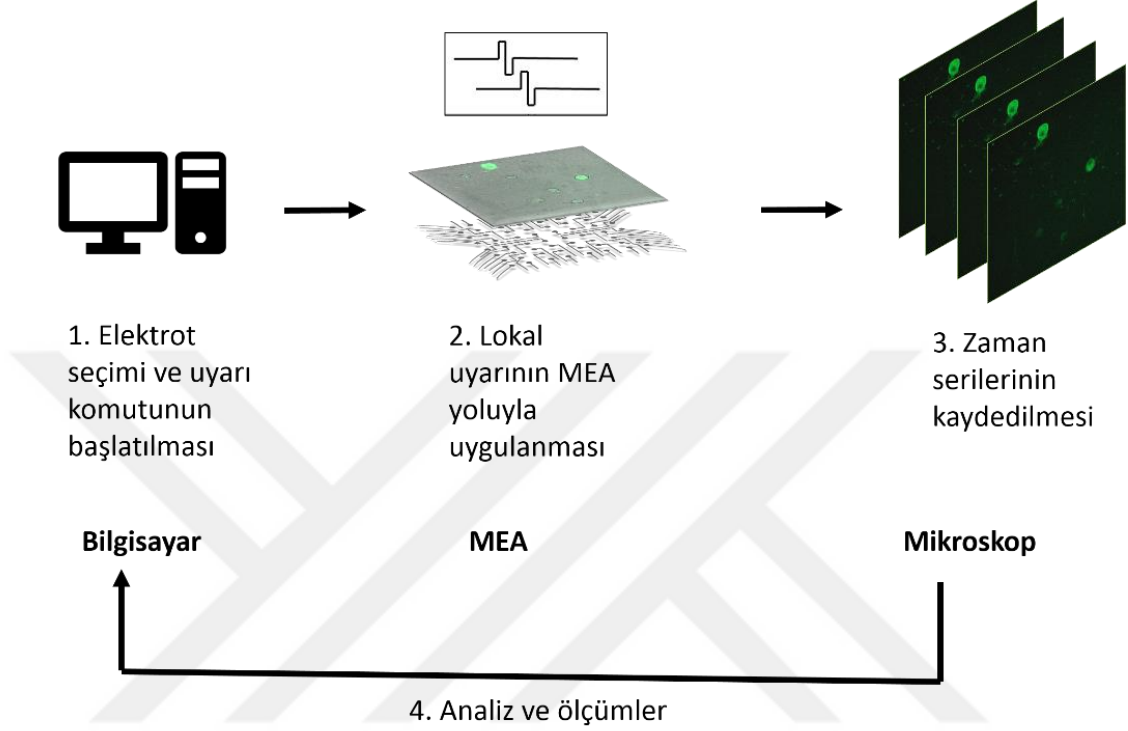 1. Elektrot
seçimi ve uyarı
komutunun
başlatılması
2. Lokal
uyarının MEA
yoluyla
uygulanması
3. Zaman
serilerinin
kaydedilmesi
Bilgisayar
MEA
Mikroskop
4. Analiz ve ölçümler